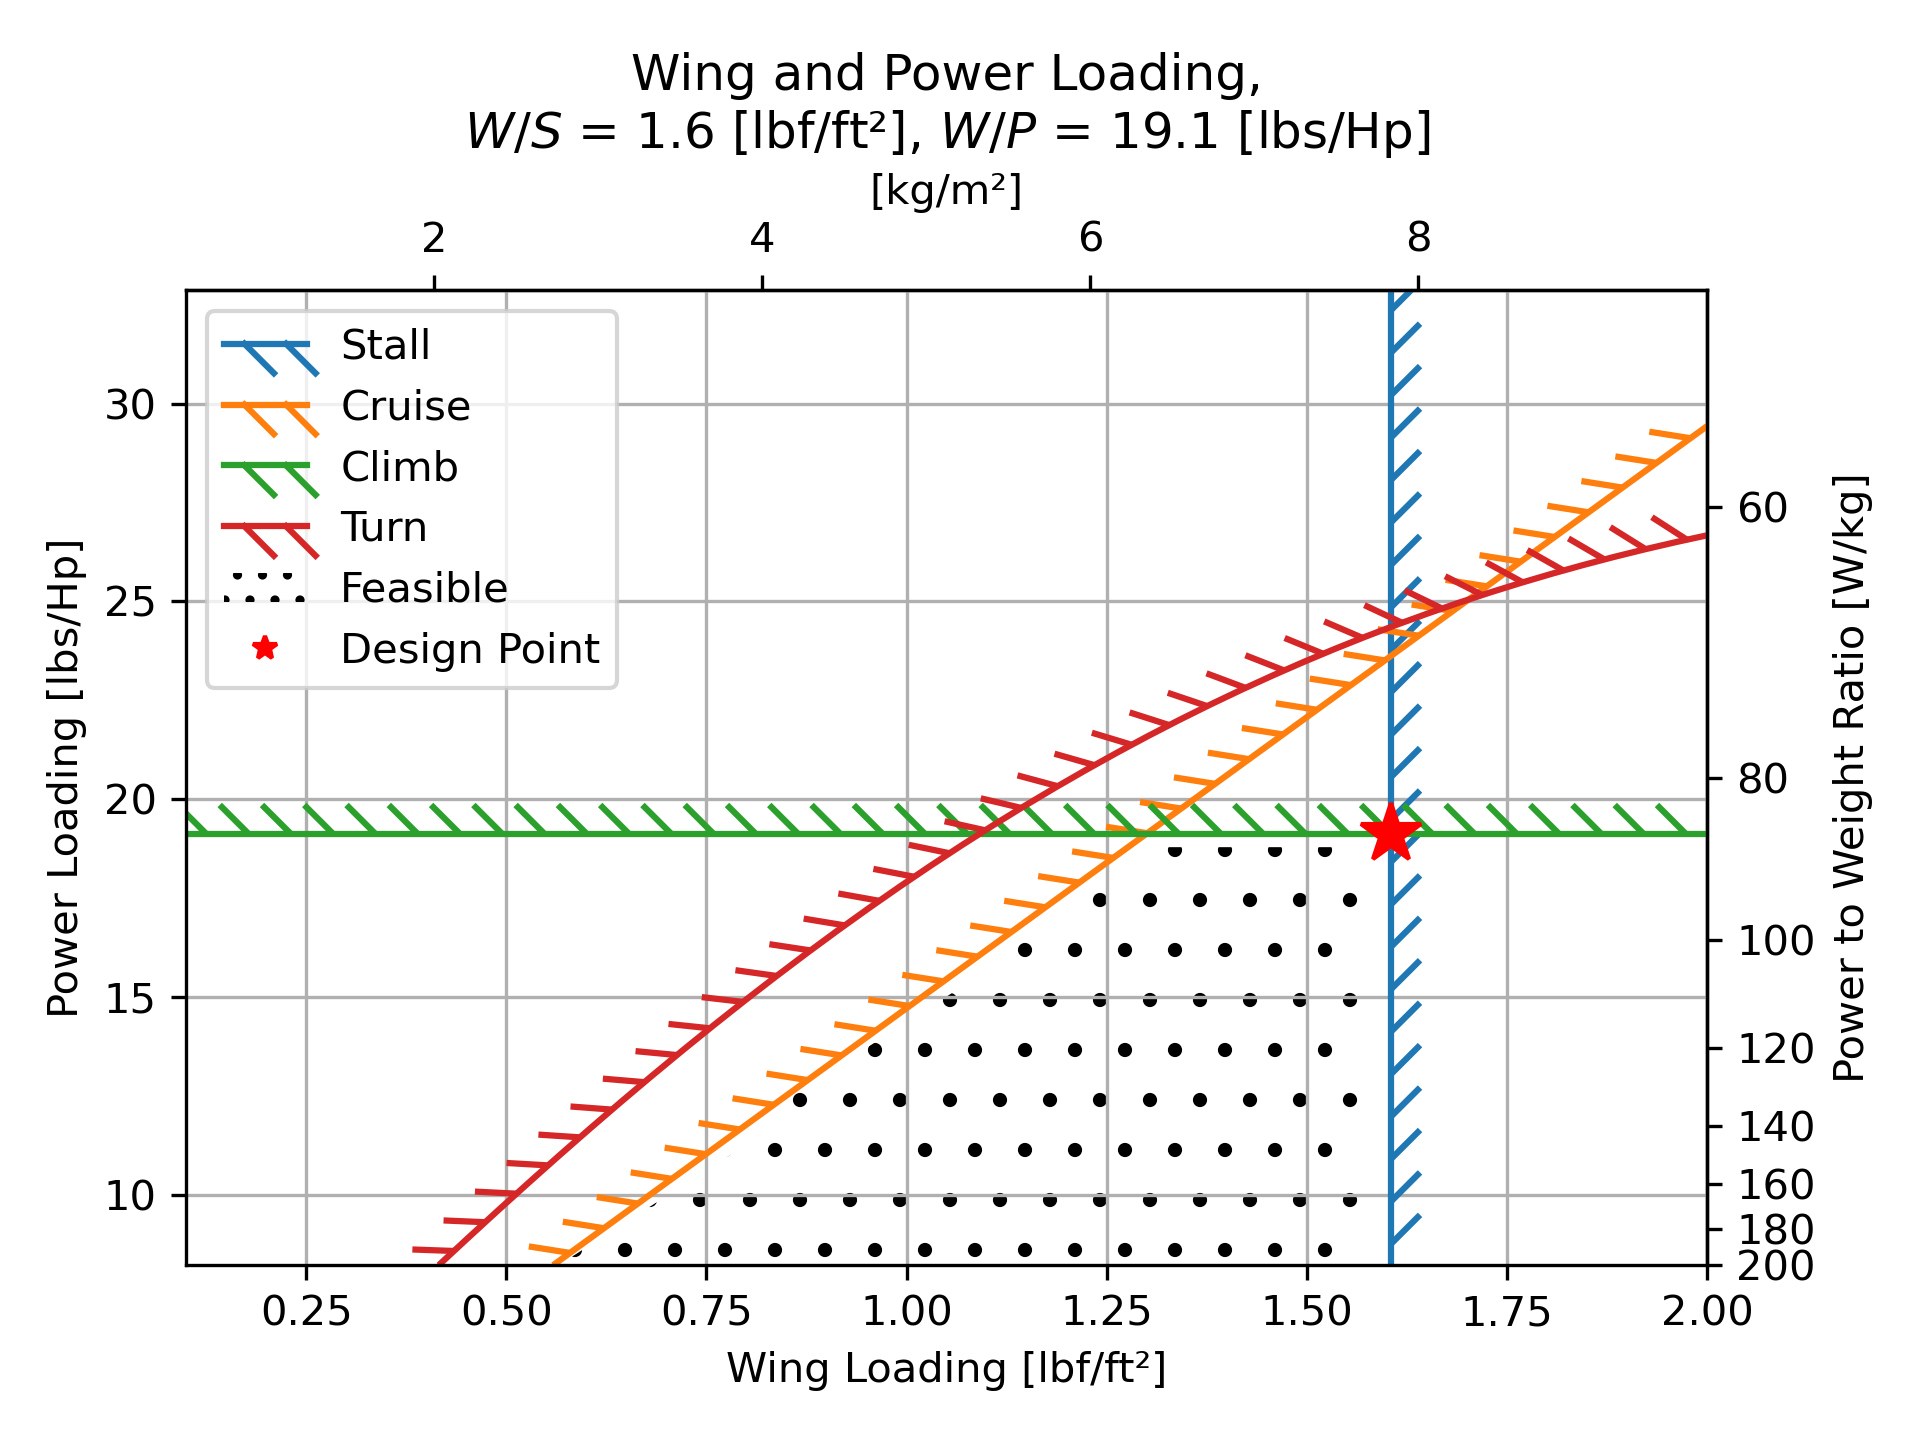 Wing and Power Loading,
W/S = 1.6 [lbf/ft²], W/P = 19.1 [lbs/Hp]
[kg/m²]
2 4 6 8
Stall
Cruise
Climb
Turn
Feasible
Design Point
Power Loading [lbs/Hp]
30
25
20
15
10
60
80
100
120
140
160
180
200
Power to Weight Ratio [W/kg]
0.25 0.50 0.75 1.00 1.25 1.50 1.75 2.00
Wing Loading [lbf/ft²]